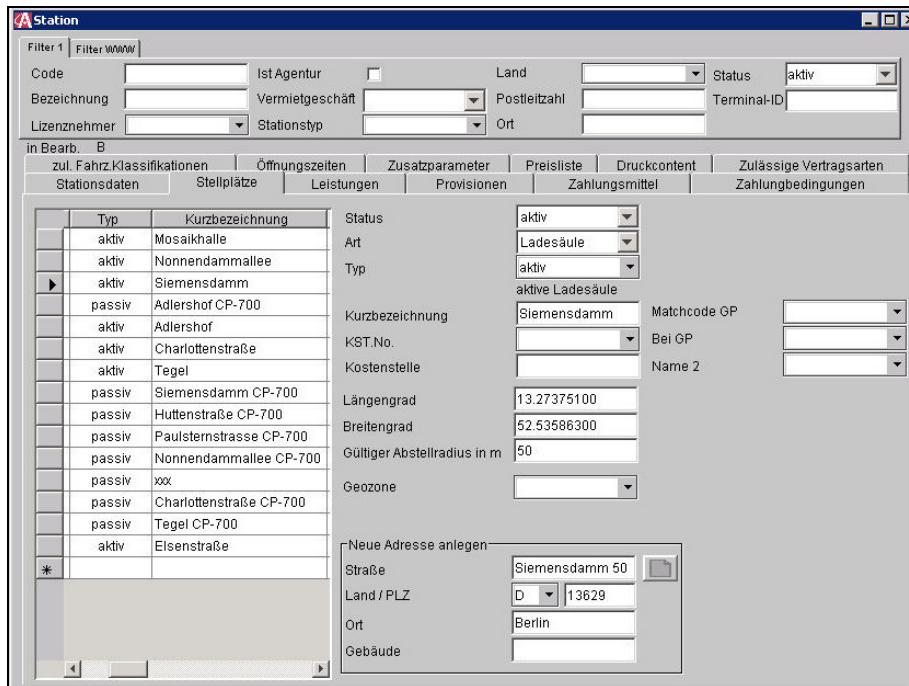 Station
Filter 1 Filter WWW
Code Ist Agentur Land Status aktiv
Bezeichnung Vermietgeschäft Postleitzahl Terminal-ID
Lizenznehmer Stationstyp Ort
in Bearb. B
zul. Fahrz.Klassifikationen Öffnungszeiten Zusatzparameter Preisliste Druckcontent Zulässige Vertragsarten
Stationsdaten Stellplätze Leistungen Provisionen Zahlungsmittel Zahlungbedingungen
Typ Kurzbezeichnung
aktiv Mosaikhalle
aktiv Nonnendammallee
aktiv Siemensdamm
passiv Adlershof CP-700
aktiv Adlershof
aktiv Charlottenstraße
aktiv Tegel
passiv Siemensdamm CP-700
passiv Huttenstraße CP-700
passiv Paulsternstrasse CP-700
passiv Nonnendammallee CP-700
passiv xxx
passiv Charlottenstraße CP-700
passiv Tegel CP-700
aktiv Elsenstraße
*
Status aktiv
Art Ladesäule
Typ aktiv
aktive Ladesäule
Kurzbezeichnung Siemensdamm Matchcode GP
KST.No. Bei GP
Kostenstelle Name 2
Längengrad 13.27375100
Breitengrad 52.53586300
Gültiger Abstellradius in m 50
Geozone
Neue Adresse anlegen
Straße Siemensdamm 50
Land / PLZ D 13629
Ort Berlin
Gebäude